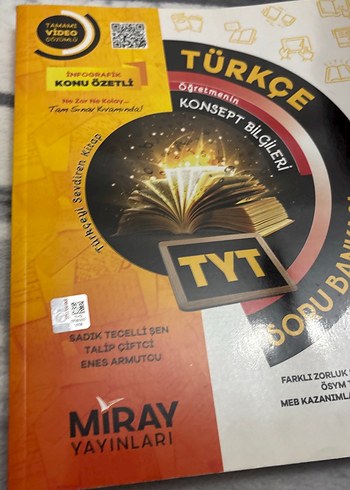 TAMAMI
VİDEO
ÇÖZÜMLÜ
İNFOGRAFİK
KONU ÖZETLİ
Ne Zor Ne Kolay...
Tam Sınav Kıvamında!
TÜRKÇE
Öğretmenin
KONSEPT BİLGİLERİ
Türkçeyi Sevdiren Kitap
TYT
SORU BANKASI
SADIK TECELLİ ŞEN
TALİP ÇİFTCİ
ENES ARMUTCU
FARKLI ZORLUK
ÖSYM
MEB KAZANIMLA
MİRAY
YAYINLARI